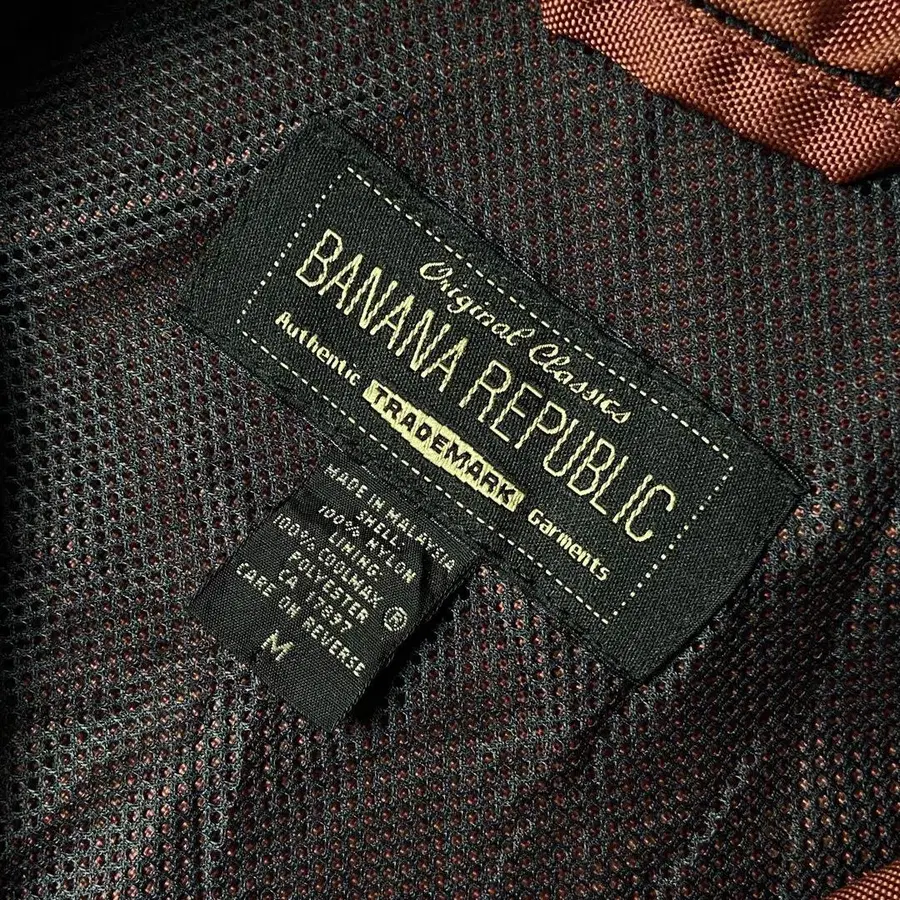 Original Classics
BANANA REPUBLIC
Authentic TRADEMARK Garments
MADE IN MALAYSIA
SHELL:
100% NYLON
LINING
100% COOLMAX ®
POLYESTER
CA 17897
CARE ON REVERSE
M